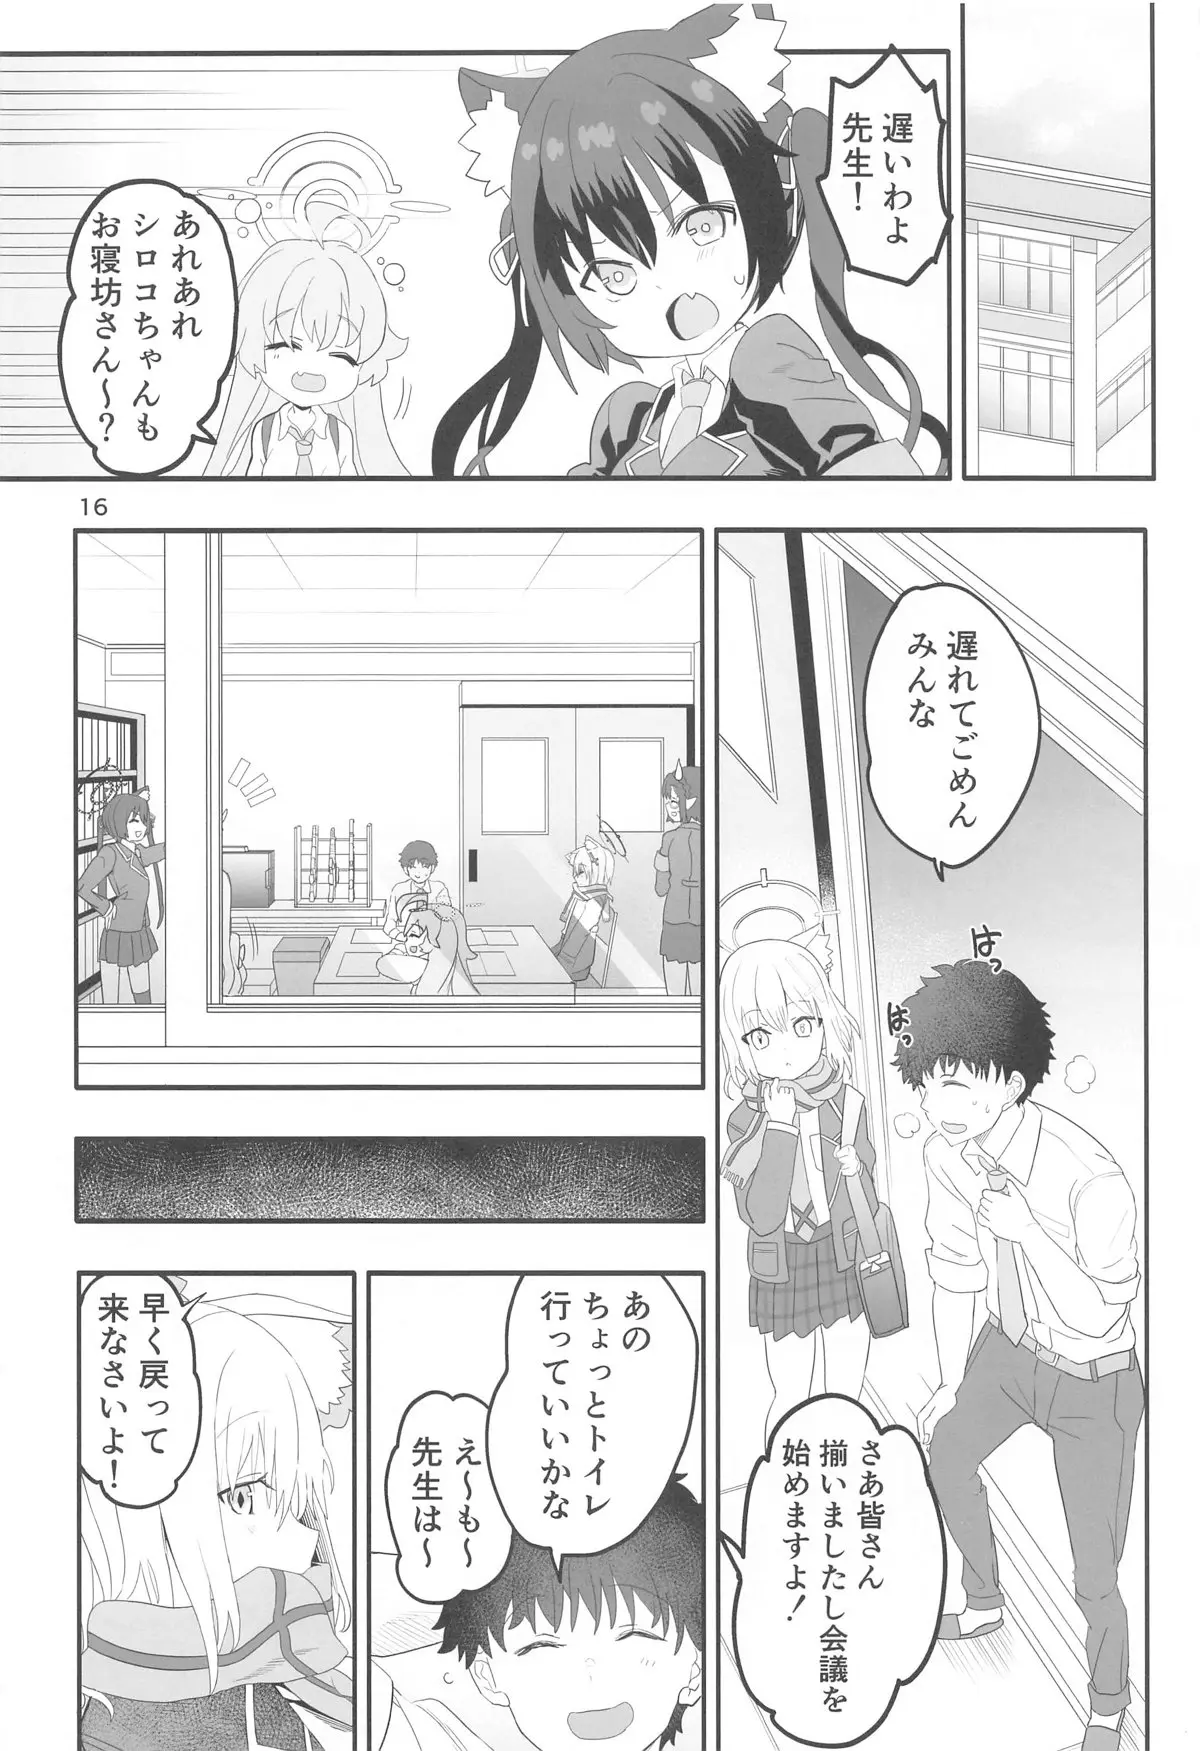 遅いわよ
先生！
あれあれ
シロコちゃんも
お寝坊さん〜？
16
遅れてごめん
みんな
はっ
はっ
さあ皆さん
揃いましたし会議を
始めますよ！
あの
ちょっとトイレ
行っていいかな
え〜も〜
先生は〜
早く戻って
来なさいよ！